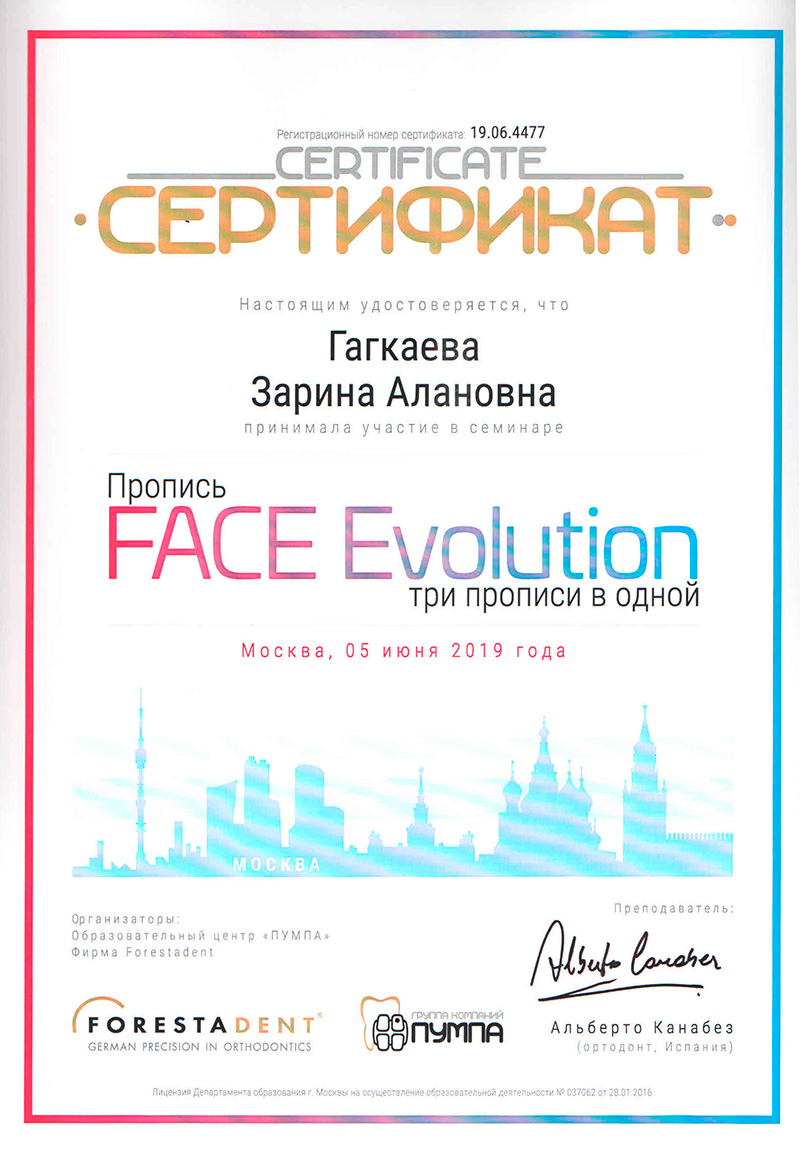 Регистрационный номер сертификата: 19.06.4477
CERTIFICATE
СЕРТИФИКАТ
Настоящим удостоверяется, что
Гагкаева
Зарина Алановна
принимала участие в семинаре
Пропись
FACE Evolution
три прописи в одной
Москва, 05 июня 2019 года
МОСКВА
Организаторы:
Образовательный центр «ПУМПА»
Фирма Forestadent
Преподаватель:
Alberto Canabez
FORESTADENT®
GERMAN PRECISION IN ORTHODONTICS
ГРУППА КОМПАНИЙ
ПУМПА
Альберто Канабез
(ортодонт, Испания)
Лицензия Департамента образования г. Москвы на осуществление образовательной деятельности № 037062 от 28.01.2016